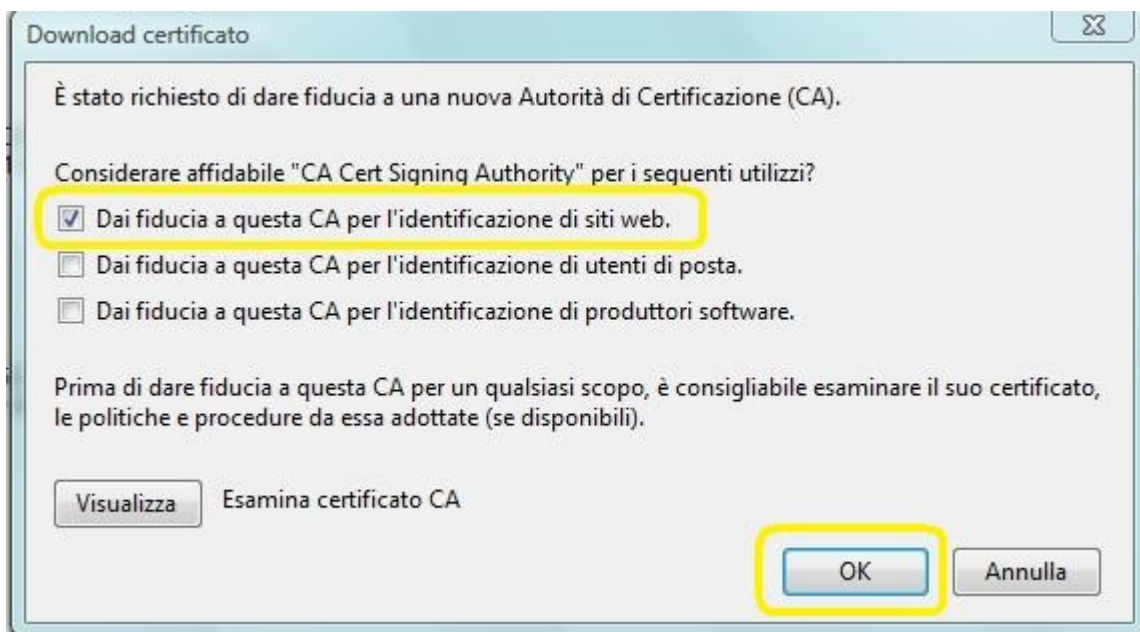 Download certificato
È stato richiesto di dare fiducia a una nuova Autorità di Certificazione (CA).
Considerare affidabile "CA Cert Signing Authority" per i seguenti utilizzi?
Dai fiducia a questa CA per l'identificazione di siti web.
Dai fiducia a questa CA per l'identificazione di utenti di posta.
Dai fiducia a questa CA per l'identificazione di produttori software.
Prima di dare fiducia a questa CA per un qualsiasi scopo, è consigliabile esaminare il suo certificato,
le politiche e procedure da essa adottate (se disponibili).
Visualizza Esamina certificato CA
OK Annulla